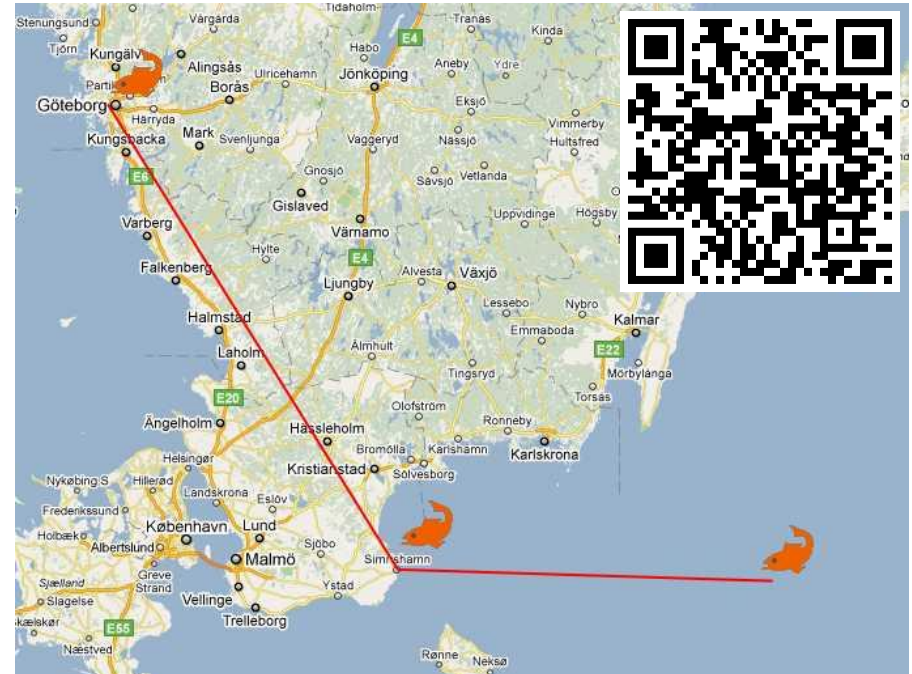 Tidaholm
Stenungsund
Vårgårda
Tranås
Kinda
Tjörn
Kungälv
Habo
E4
Alingsås
Ulricehamn
Jönköping
Aneby
Ydre
Borås
Göteborg
Härryda
Eksjö
Vimmerby
Kungsbacka
Mark
Svenljunga
Vaggeryd
Nässjö
Hultsfred
E6
Gnosjö
Sävsjö
Vetlanda
Gislaved
Uppvidinge
Högsby
Varberg
Värnamo
Hylte
E4
Falkenberg
Alvesta
Växjö
Ljungby
Lessebo
Nybro
Halmstad
Emmaboda
Kalmar
Laholm
Älmhult
E22
Tingsryd
Mörbylånga
E20
Torsås
Olofström
Ängelholm
Hässleholm
Ronneby
Bromölla
Karlshamn
Karlskrona
Helsingør
Kristianstad
Sölvesborg
Nykøbing S
Hillerød
Landskrona
Eslöv
Frederikssund
København
Lund
Holbæk
Albertslund
Sjöbo
Malmö
Simrishamn
Greve
Strand
Sjælland
Slagelse
Vellinge
Ystad
Trelleborg
E55
Næstved
Rønne
Neksø